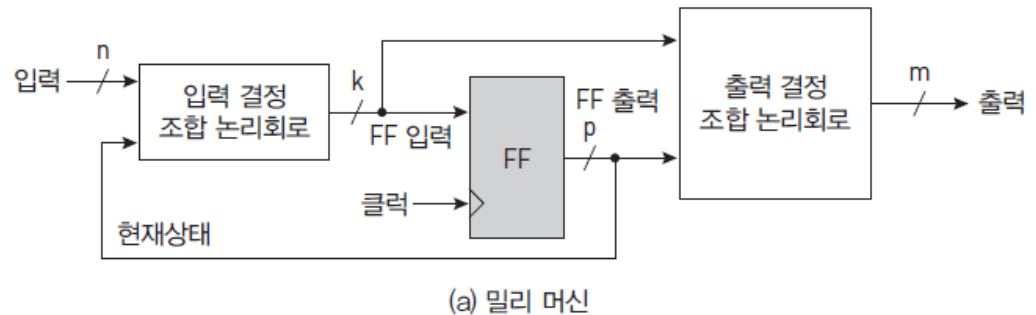 n
입력
입력 결정
조합 논리회로
k
FF 입력
FF
클럭
FF 출력
p
출력 결정
조합 논리회로
m
출력
현재상태
(a) 밀리 머신